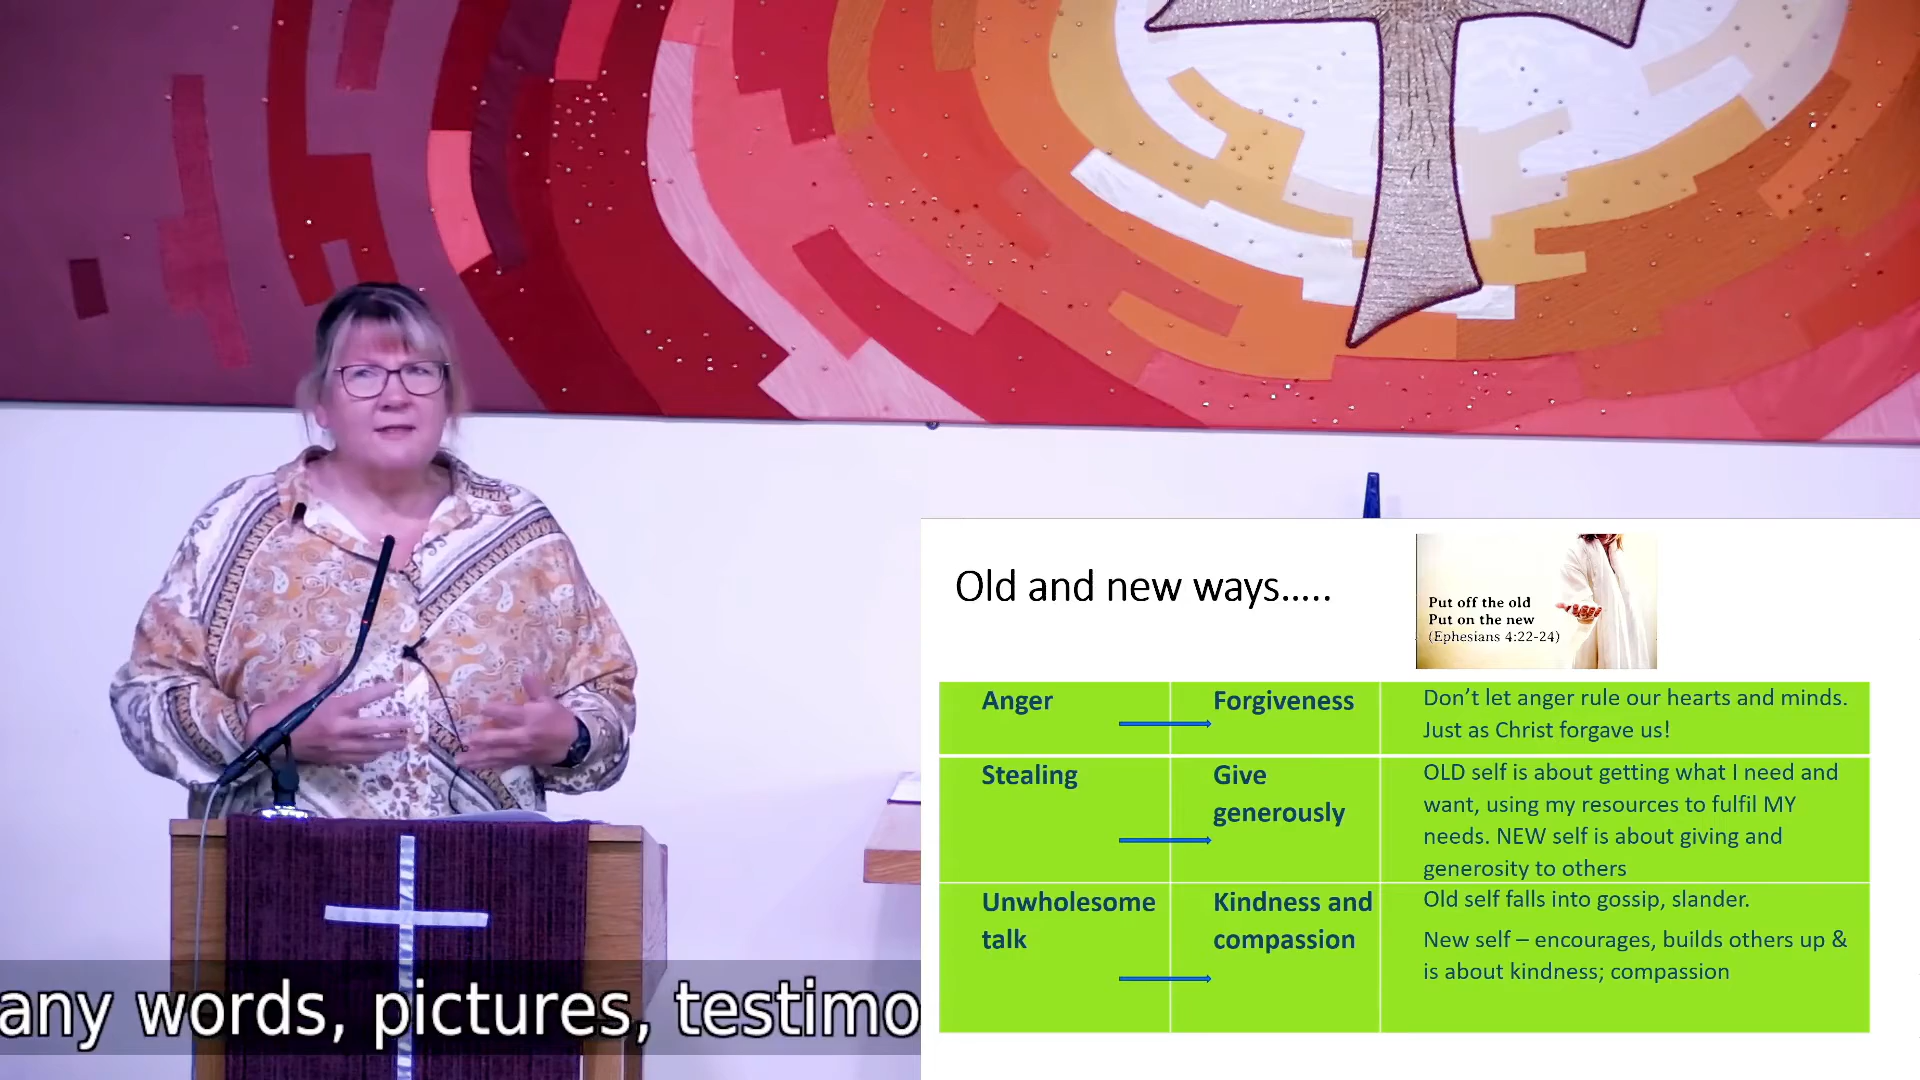 Old and new ways.....
Put off the old
Put on the new
(Ephesians 4:22-24)
Anger
Forgiveness
Don’t let anger rule our hearts and minds.
Just as Christ forgave us!
Stealing
Give
generously
OLD self is about getting what I need and
want, using my resources to fulfil MY
needs. NEW self is about giving and
generosity to others
Unwholesome
talk
Kindness and
compassion
Old self falls into gossip, slander.
New self – encourages, builds others up &
is about kindness; compassion
any words, pictures, testimo